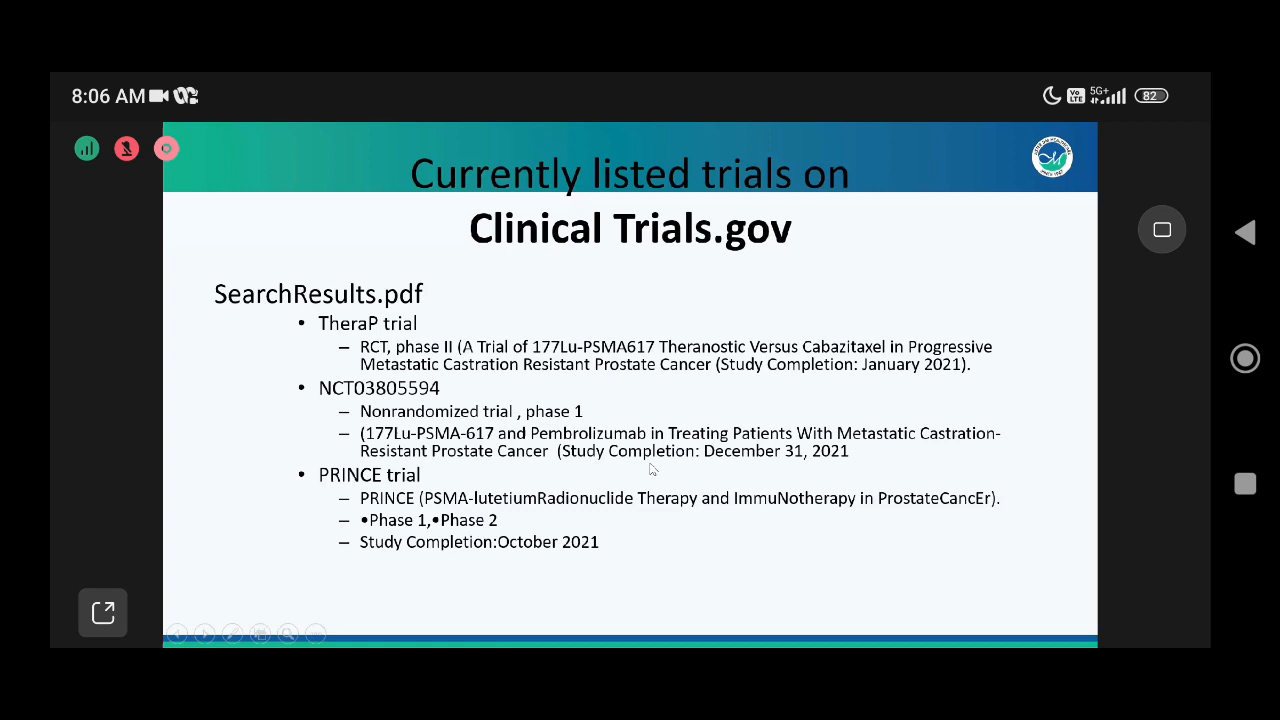 8:06 AM
5G+
Vo LTE
82
Currently listed trials on
Clinical Trials.gov
SearchResults.pdf
• TheraP trial
– RCT, phase II (A Trial of 177Lu-PSMA617 Theranostic Versus Cabazitaxel in Progressive
Metastatic Castration Resistant Prostate Cancer (Study Completion: January 2021).
• NCT03805594
– Nonrandomized trial , phase 1
– (177Lu-PSMA-617 and Pembrolizumab in Treating Patients With Metastatic Castration-
Resistant Prostate Cancer (Study Completion: December 31, 2021
• PRINCE trial
– PRINCE (PSMA-lutetiumRadionuclide Therapy and ImmuNotherapy in ProstateCancEr).
– •Phase 1,•Phase 2
– Study Completion:October 2021